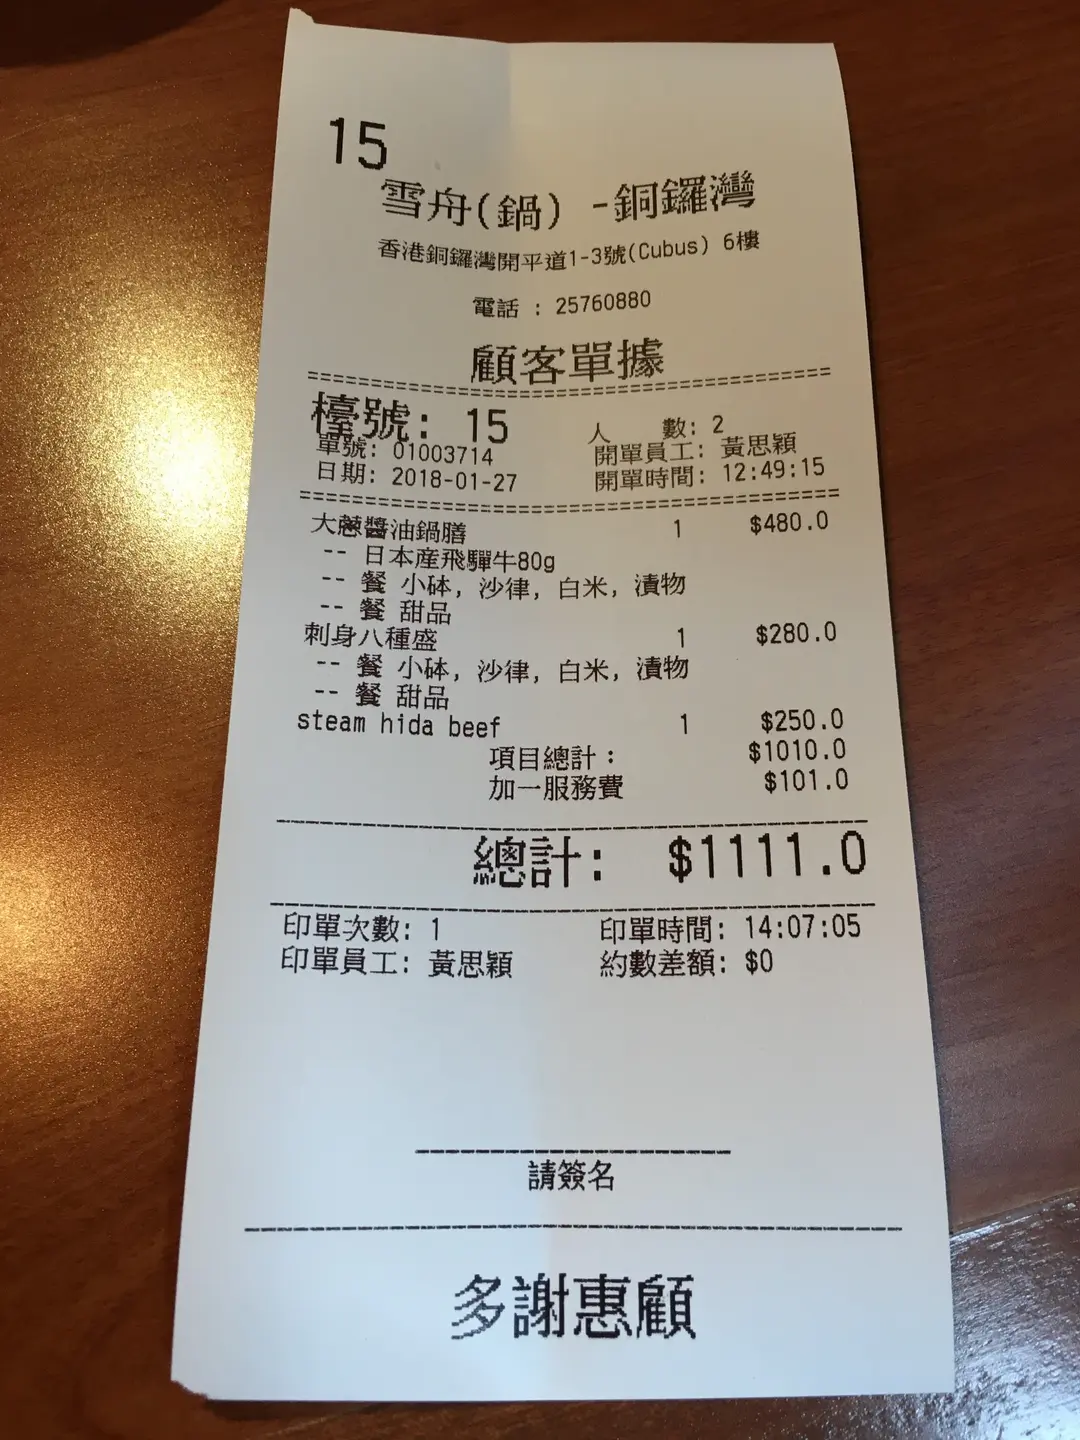 15
雪舟(鍋) -銅鑼灣
香港銅鑼灣開平道1-3號(Cubus) 6樓
電話 : 25760880
顧客單據
檯號: 15
人 數: 2
單號: 01003714
開單員工: 黃思穎
日期: 2018-01-27
開單時間: 12:49:15
大蔥醬油鍋膳 1 $480.0
-- 日本産飛驒牛80g
-- 餐 小砵, 沙律, 白米, 漬物
-- 餐 甜品
刺身八種盛 1 $280.0
-- 餐 小砵, 沙律, 白米, 漬物
-- 餐 甜品
steam hida beef 1 $250.0
項目總計: $1010.0
加一服務費 $101.0
總計: $1111.0
印單次數: 1 印單時間: 14:07:05
印單員工: 黃思穎 約數差額: $0
請簽名
多謝惠顧